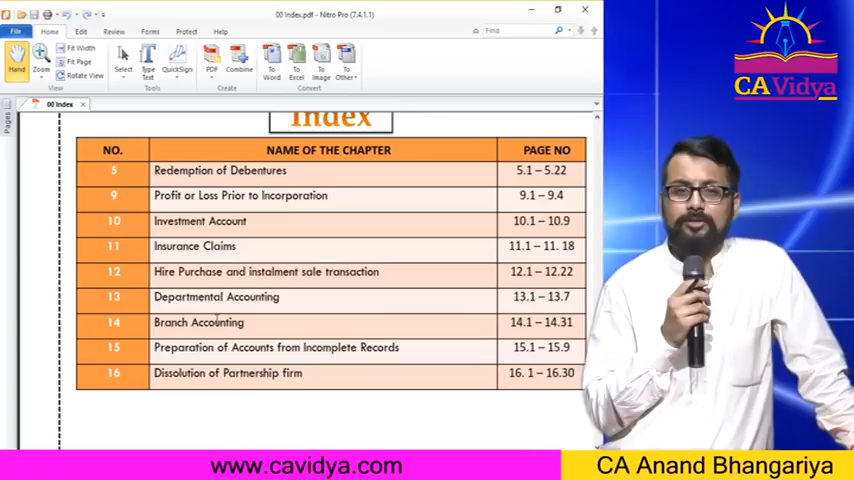 00 Index.pdf - Nitro Pro (7.4.1.1)
File Home Edit Review Forms Protect Help
Find
Hand
Zoom
Fit Width
Fit Page
Rotate View
View
Select
Type Text
QuickSign
Tools
PDF
Combine
Create
To Word
To Excel
To Image
To Other
Convert
00 Index
Pages
Index
NO. NAME OF THE CHAPTER PAGE NO
5 Redemption of Debentures 5.1 – 5.22
9 Profit or Loss Prior to Incorporation 9.1 – 9.4
10 Investment Account 10.1 – 10.9
11 Insurance Claims 11.1 – 11. 18
12 Hire Purchase and instalment sale transaction 12.1 – 12.22
13 Departmental Accounting 13.1 – 13.7
14 Branch Accounting 14.1 – 14.31
15 Preparation of Accounts from Incomplete Records 15.1 – 15.9
16 Dissolution of Partnership firm 16. 1 – 16.30
CA Vidya
www.cavidya.com
CA Anand Bhangariya